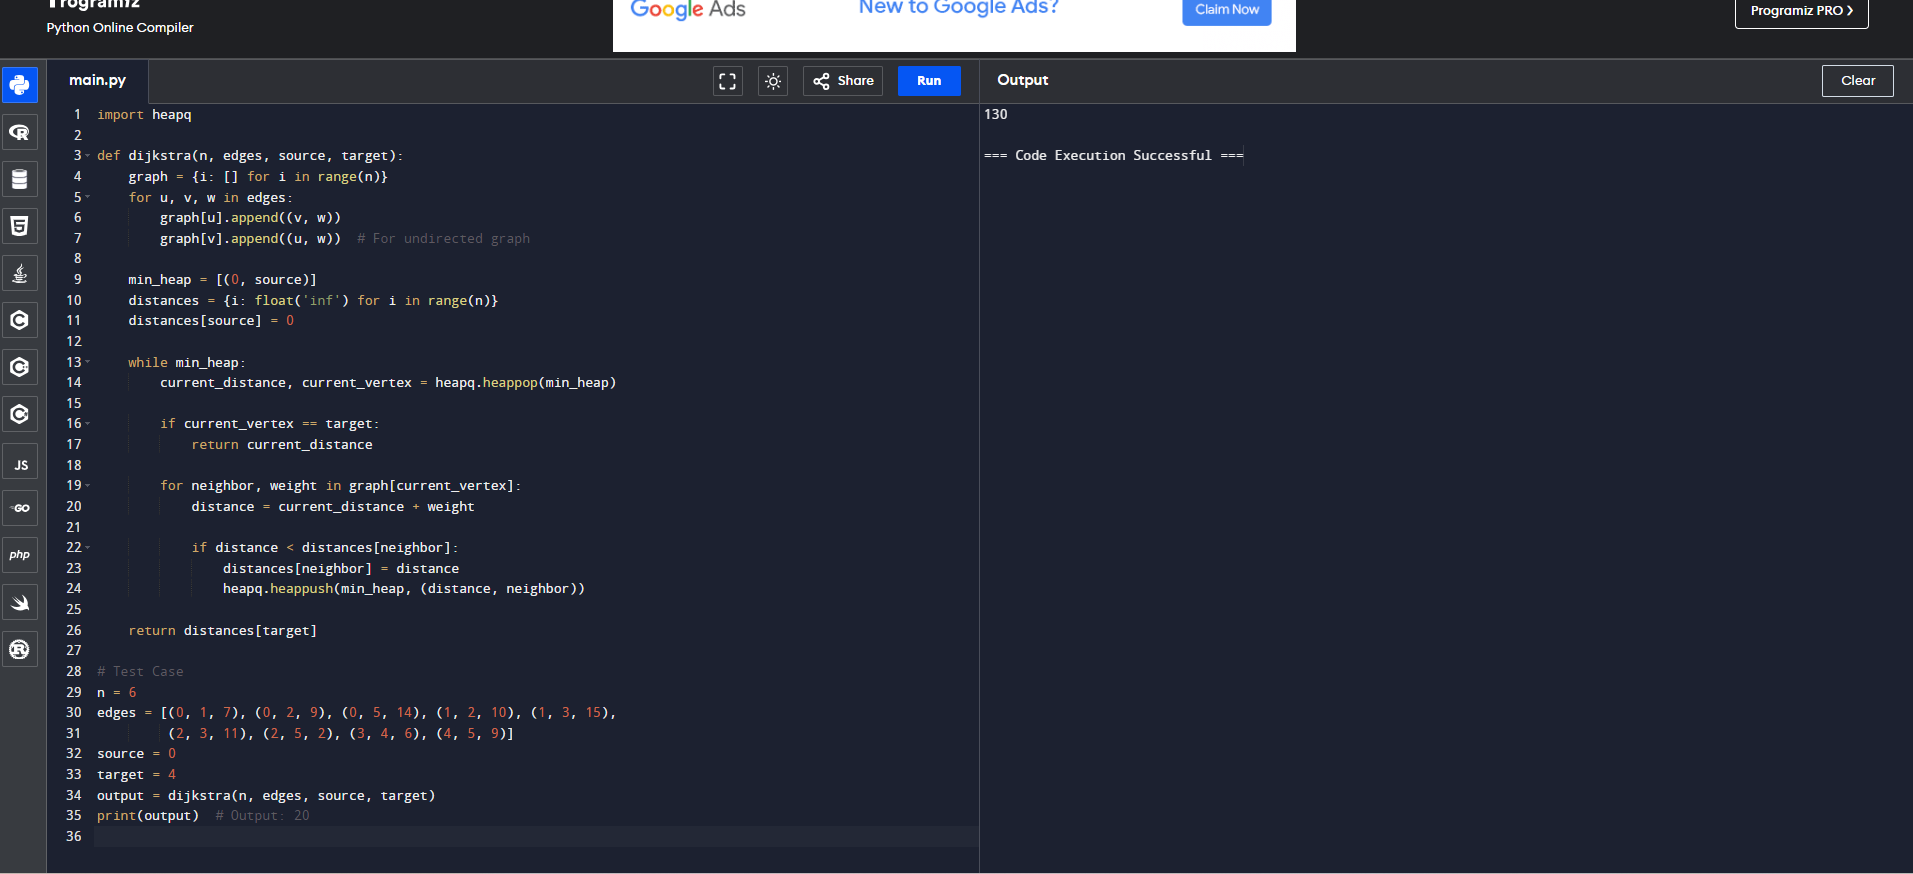 Programiz
Python Online Compiler
Google Ads
New to Google Ads?
Claim Now
Programiz PRO
main.py
Share
Run
Output
Clear
1 import heapq
2
3 def dijkstra(n, edges, source, target):
4     graph = {i: [] for i in range(n)}
5     for u, v, w in edges:
6         graph[u].append((v, w))
7         graph[v].append((u, w))  # For undirected graph
8
9     min_heap = [(0, source)]
10     distances = {i: float('inf') for i in range(n)}
11     distances[source] = 0
12
13     while min_heap:
14         current_distance, current_vertex = heapq.heappop(min_heap)
15
16         if current_vertex == target:
17             return current_distance
18
19         for neighbor, weight in graph[current_vertex]:
20             distance = current_distance + weight
21
22             if distance < distances[neighbor]:
23                 distances[neighbor] = distance
24                 heapq.heappush(min_heap, (distance, neighbor))
25
26     return distances[target]
27
28 # Test Case
29 n = 6
30 edges = [(0, 1, 7), (0, 2, 9), (0, 5, 14), (1, 2, 10), (1, 3, 15),
31          (2, 3, 11), (2, 5, 2), (3, 4, 6), (4, 5, 9)]
32 source = 0
33 target = 4
34 output = dijkstra(n, edges, source, target)
35 print(output)  # Output: 20
36
130
=== Code Execution Successful ===
R
5
C
C
C
JS
GO
php
R